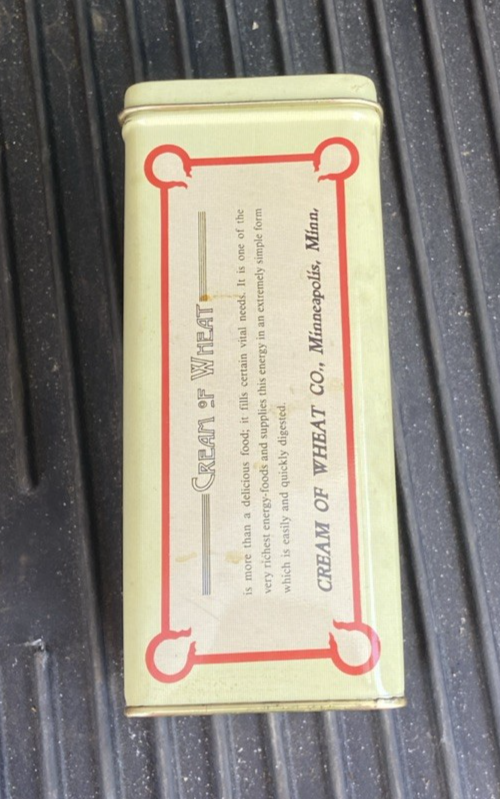 CREAM OF WHEAT
is more than a delicious food; it fills certain vital needs. It is one of the
very richest energy-foods and supplies this energy in an extremely simple form
which is easily and quickly digested.
CREAM OF WHEAT CO., Minneapolis, Minn.